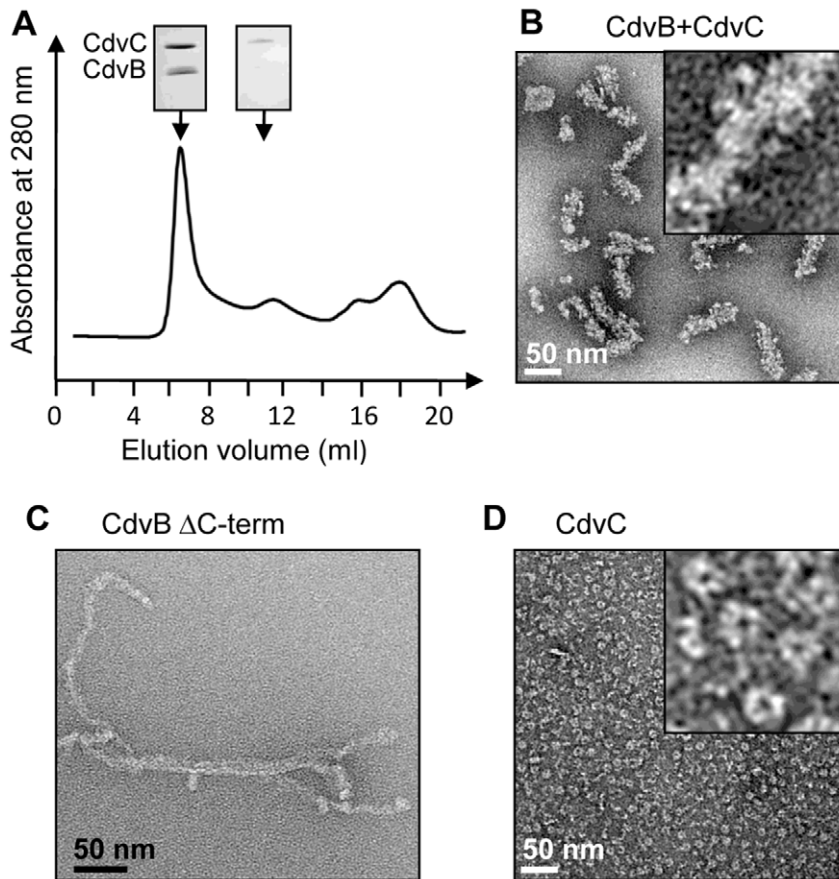 A
CdvC
CdvB
Absorbance at 280 nm
0 4 8 12 16 20
Elution volume (ml)
B CdvB+CdvC
50 nm
C CdvB ΔC-term
50 nm
D CdvC
50 nm